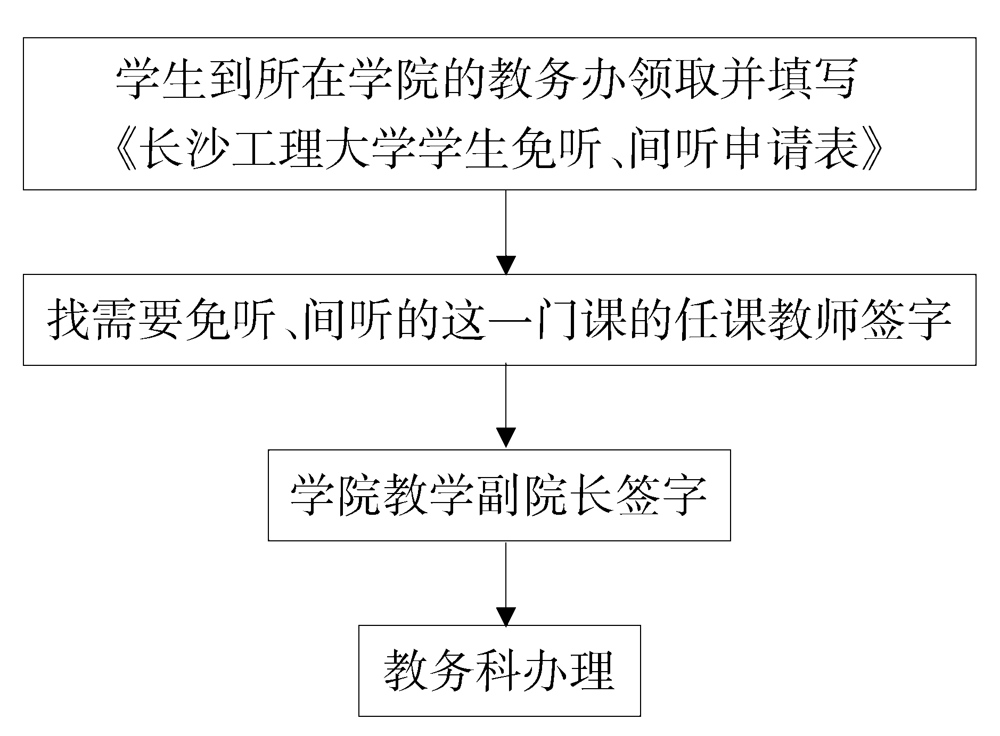 学生到所在学院的教务办领取并填写
《长沙工理大学学生免听、间听申请表》
找需要免听、间听的这一门课的任课教师签字
学院教学副院长签字
教务科办理